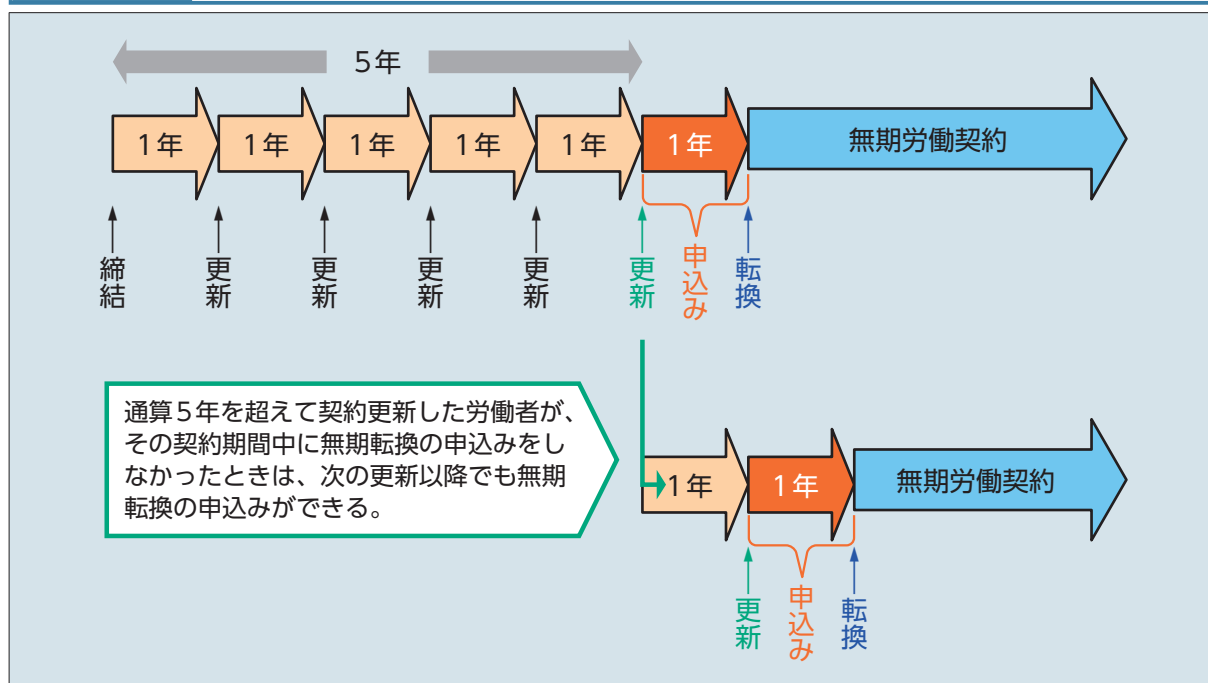 5年
1年
1年
1年
1年
1年
1年
無期労働契約
締結
更新
更新
更新
更新
更新
申込み
転換
通算5年を超えて契約更新した労働者が、
その契約期間中に無期転換の申込みをし
なかったときは、次の更新以降でも無期
転換の申込みができる。
1年
1年
無期労働契約
更新
申込み
転換